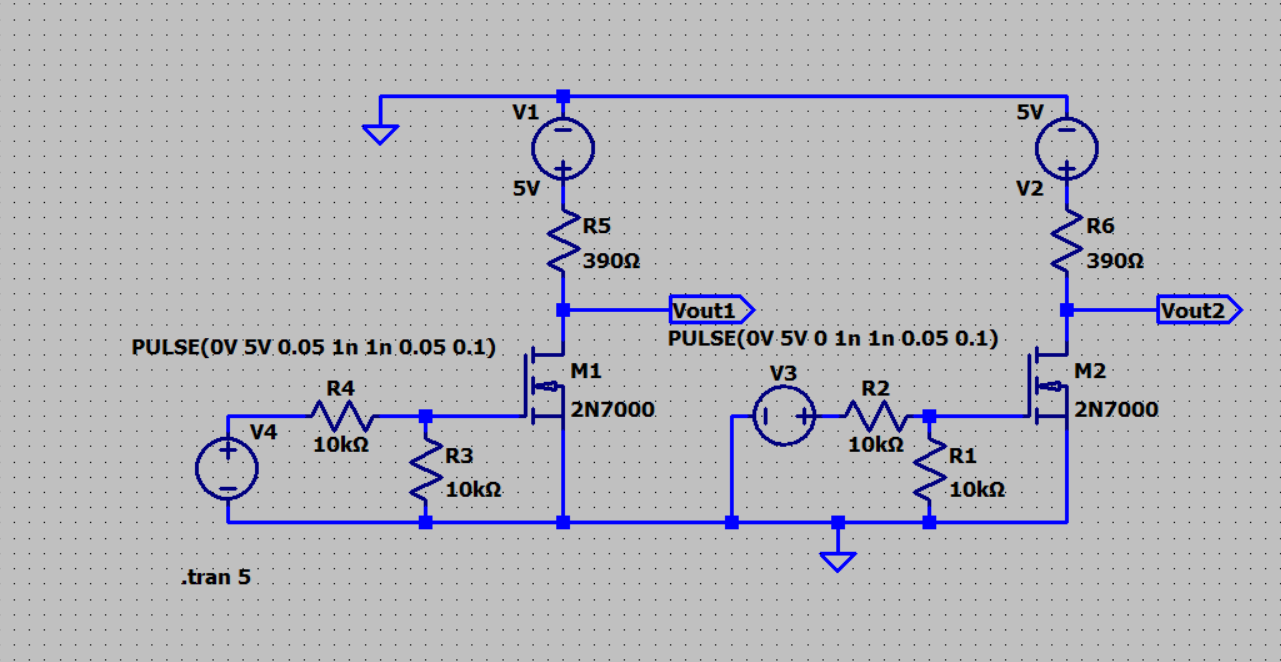 V1
5V
5V
V2
R5
390Ω
R6
390Ω
Vout1
Vout2
PULSE(0V 5V 0.05 1n 1n 0.05 0.1)
PULSE(0V 5V 0 1n 1n 0.05 0.1)
M1
2N7000
M2
2N7000
R4
10kΩ
V4
R3
10kΩ
V3
R2
10kΩ
R1
10kΩ
.tran 5